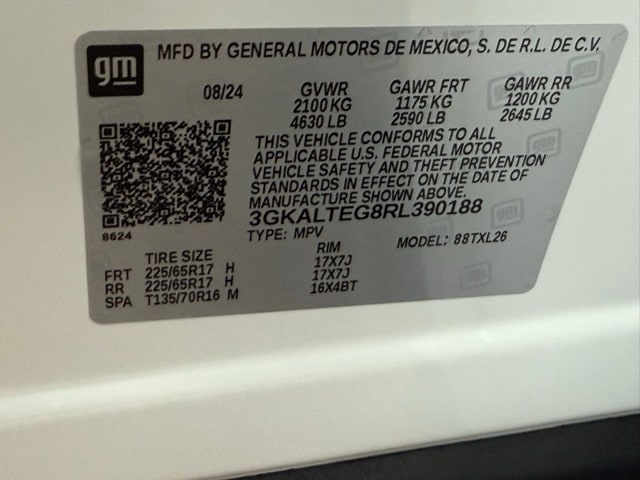 gm
MFD BY GENERAL MOTORS DE MEXICO, S. DE R.L. DE C.V.
08/24 GVWR GAWR FRT GAWR RR
2100 KG 1175 KG 1200 KG
4630 LB 2590 LB 2645 LB
THIS VEHICLE CONFORMS TO ALL
APPLICABLE U.S. FEDERAL MOTOR
VEHICLE SAFETY AND THEFT PREVENTION
STANDARDS IN EFFECT ON THE DATE OF
MANUFACTURE SHOWN ABOVE.
3GKALTEG8RL390188
8624
TYPE: MPV MODEL: 88TXL26
TIRE SIZE RIM
FRT 225/65R17 H 17X7J
RR 225/65R17 H 17X7J
SPA T135/70R16 M 16X4BT